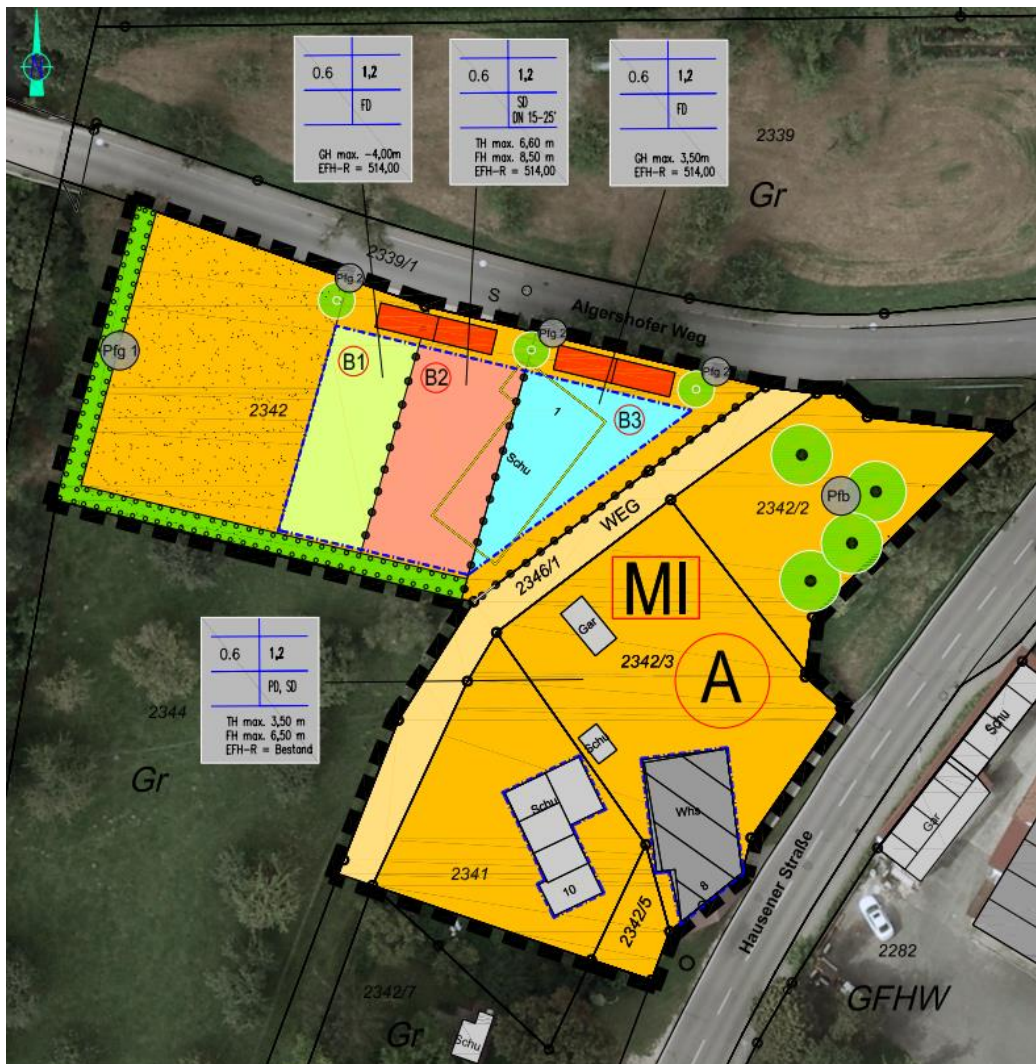 0.6 1,2
FD
GH max. -4,00m
EFH-R = 514,00
0.6 1,2
SD
DN 15-25°
TH max. 6,60 m
FH max. 8,50 m
EFH-R = 514,00
0.6 1,2
FD
GH max. 3,50m
EFH-R = 514,00
2339
Gr
2339/1
S
Algershofer Weg
Pfg.2
Pfg.2
Pfg.2
Pfg 1
B1
B2
B3
1
2342
Schu
Pfb
2342/2
WEG
2346/1
MI
Gar
2342/3
A
0.6 1,2
PD, SD
TH max. 3,50 m
FH max. 6,50 m
EFH-R = Bestand
2344
Gr
Schu
Schu
Whs
8
10
2341
2342/5
Hausener Straße
Schu
Gar
2282
GFHW
2342/7
Gr
Schu